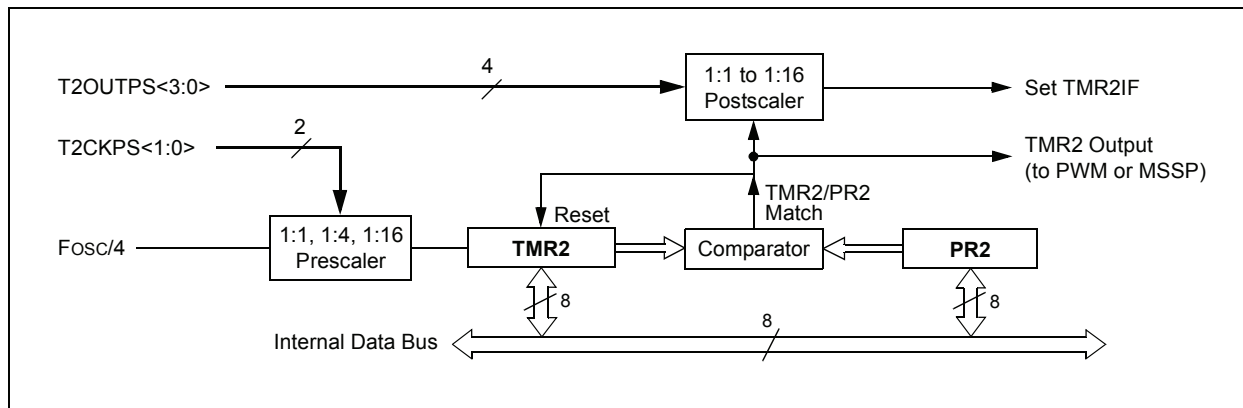 T2OUTPS<3:0>
4
1:1 to 1:16
Postscaler
Set TMR2IF
T2CKPS<1:0>
2
TMR2 Output
(to PWM or MSSP)
TMR2/PR2
Match
Reset
FOSC/4
1:1, 1:4, 1:16
Prescaler
TMR2
Comparator
PR2
8
8
8
Internal Data Bus